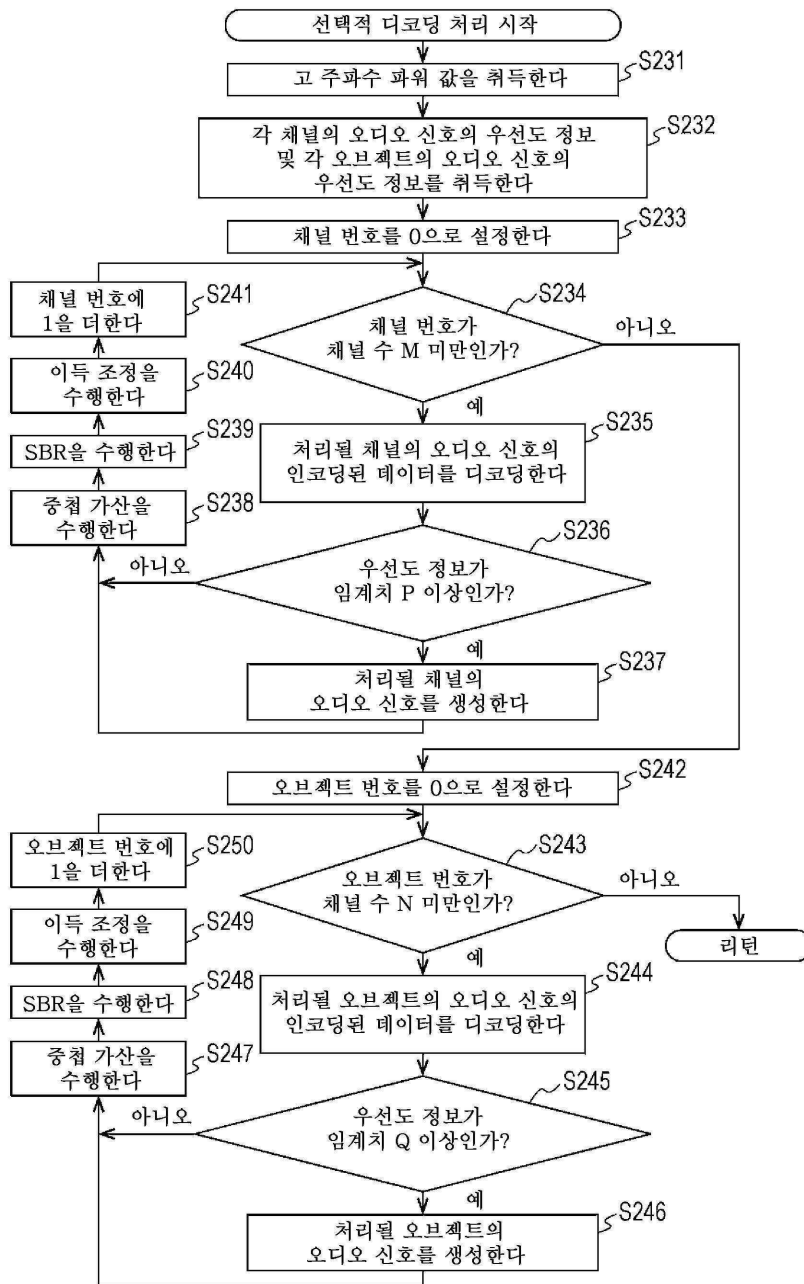 선택적 디코딩 처리 시작
S231
고 주파수 파워 값을 취득한다
S232
각 채널의 오디오 신호의 우선도 정보
및 각 오브젝트의 오디오 신호의
우선도 정보를 취득한다
S233
채널 번호를 0으로 설정한다
S241
채널 번호에
1을 더한다
S234
채널 번호가
채널 수 M 미만인가?
아니오
예
S240
이득 조정을
수행한다
S239
SBR을 수행한다
S235
처리될 채널의 오디오 신호의
인코딩된 데이터를 디코딩한다
S238
중첩 가산을
수행한다
S236
우선도 정보가
임계치 P 이상인가?
아니오
예
S237
처리될 채널의
오디오 신호를 생성한다
S242
오브젝트 번호를 0으로 설정한다
S250
오브젝트 번호에
1을 더한다
S243
오브젝트 번호가
채널 수 N 미만인가?
아니오
리턴
예
S249
이득 조정을
수행한다
S248
SBR을 수행한다
S244
처리될 오브젝트의 오디오 신호의
인코딩된 데이터를 디코딩한다
S247
중첩 가산을
수행한다
S245
우선도 정보가
임계치 Q 이상인가?
아니오
예
S246
처리될 오브젝트의
오디오 신호를 생성한다